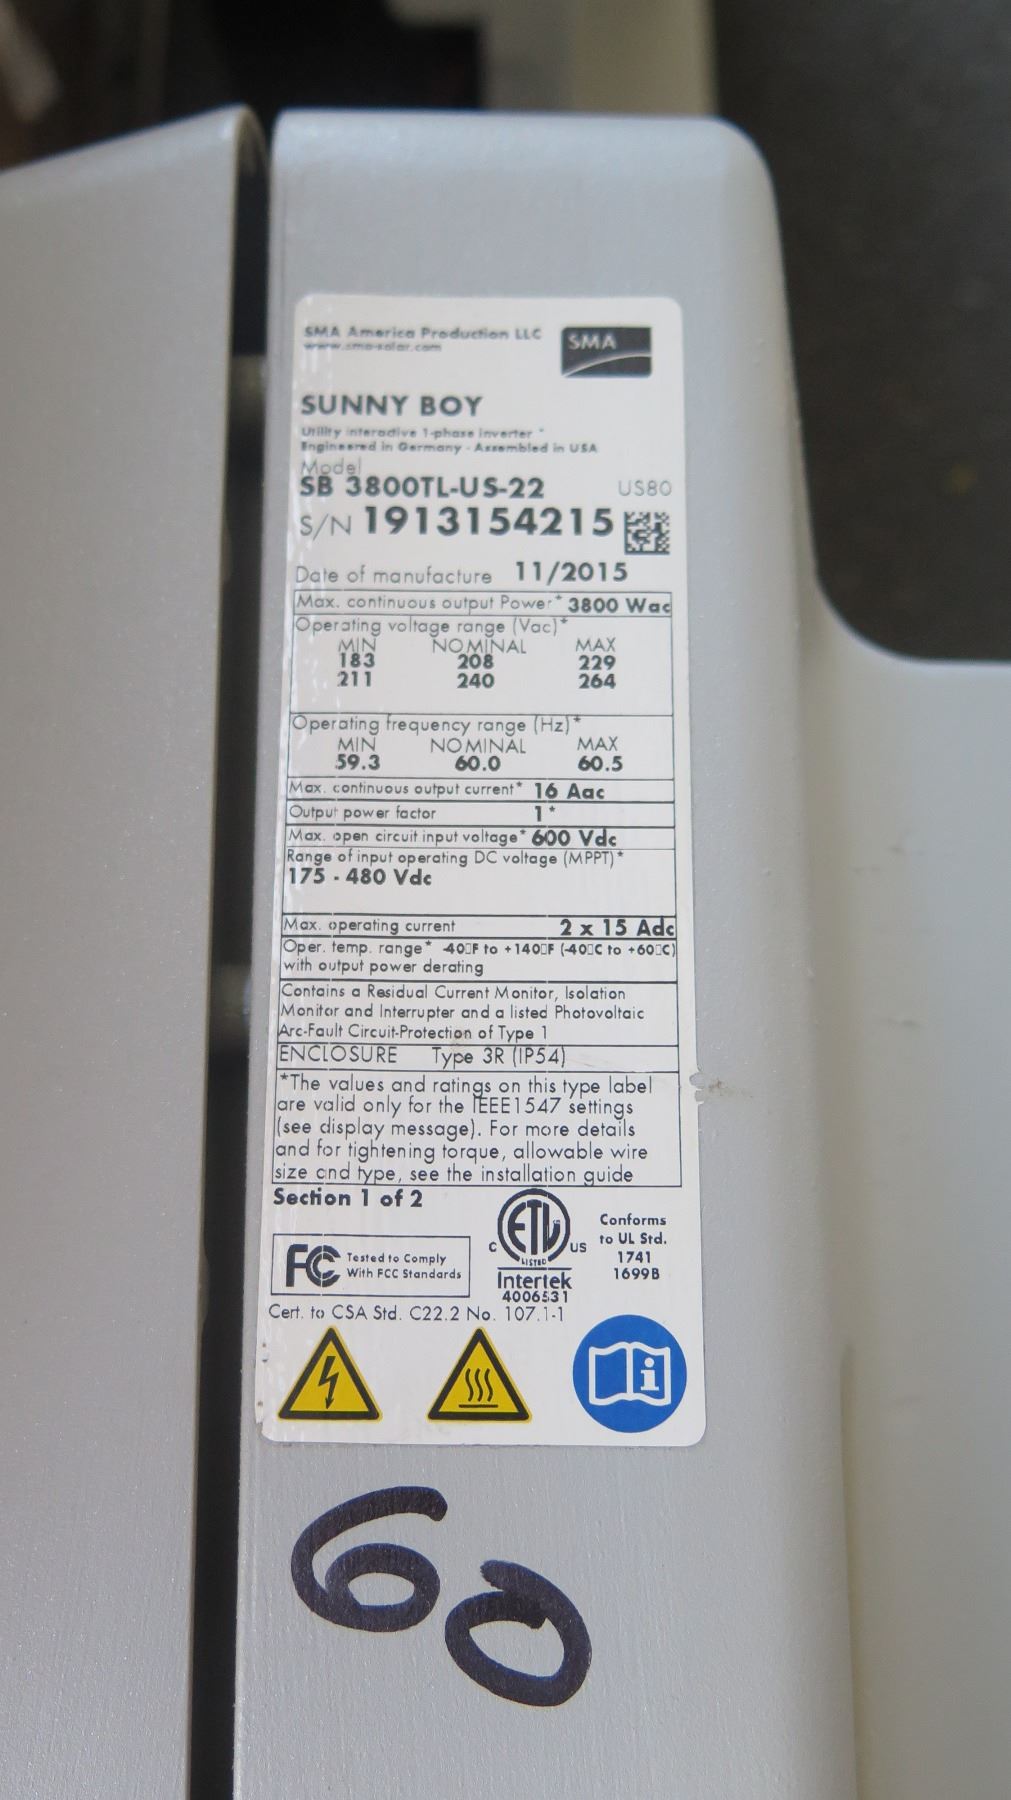 SMA America Production LLC
www.sma-solar.com
SMA
SUNNY BOY
Utility interactive 1-phase inverter *
Engineered in Germany - Assembled in USA
Model
SB 3800TL-US-22 US80
S/N 1913154215
Date of manufacture 11/2015
Max. continuous output Power* 3800 Wac
Operating voltage range (Vac)*
MIN NOMINAL MAX
183 208 229
211 240 264
Operating frequency range (Hz)*
MIN NOMINAL MAX
59.3 60.0 60.5
Max. continuous output current* 16 Aac
Output power factor 1*
Max. open circuit input voltage* 600 Vdc
Range of input operating DC voltage (MPPT)*
175 - 480 Vdc
Max. operating current 2 x 15 Adc
Oper. temp. range* -40▯F to +140▯F (-40▯C to +60▯C)
with output power derating
Contains a Residual Current Monitor, Isolation
Monitor and Interrupter and a listed Photovoltaic
Arc-Fault Circuit-Protection of Type 1
ENCLOSURE Type 3R (IP54)
*The values and ratings on this type label
are valid only for the IEEE1547 settings
(see display message). For more details
and for tightening torque, allowable wire
size and type, see the installation guide
Section 1 of 2
FC Tested to Comply
With FCC Standards
C ETL US
LISTED
Intertek
4006531
Conforms
to UL Std.
1741
1699B
Cert. to CSA Std. C22.2 No. 107.1-1
i
60